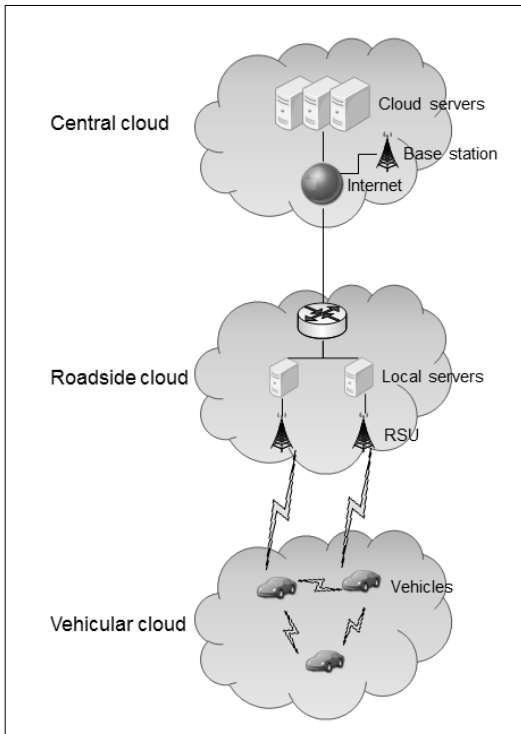 Cloud servers
Central cloud
Base station
Internet
Roadside cloud
Local servers
RSU
Vehicles
Vehicular cloud